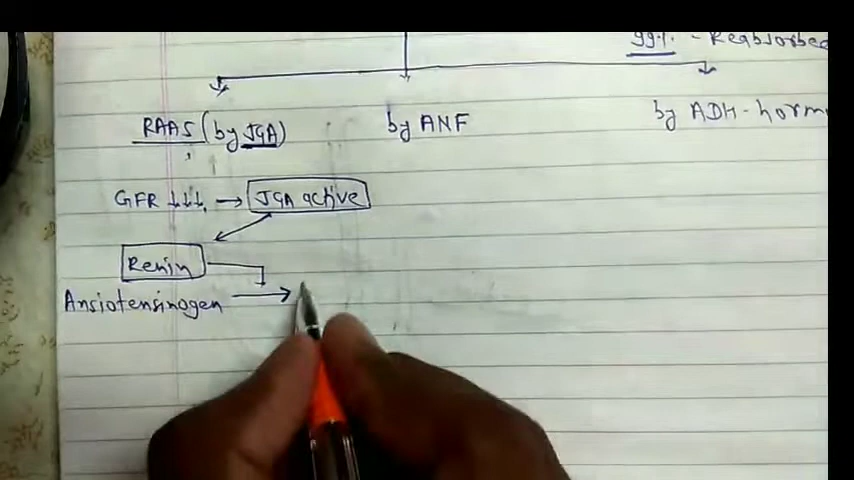 99% - Reabsorbed
RAAS (by JGA)
by ANF
by ADH - horm
GFR ↓↓↓. → JGA active
Renin
Angiotensinogen →